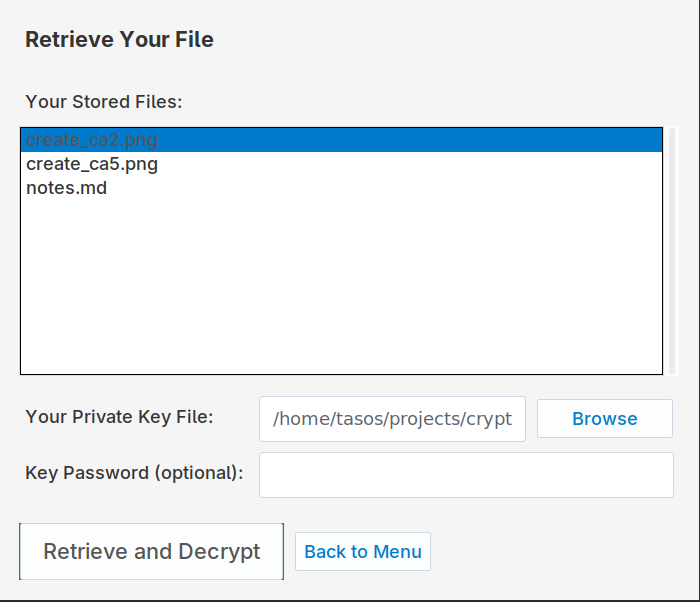 Retrieve Your File
Your Stored Files:
create_ca2.png
create_ca5.png
notes.md
Your Private Key File: /home/tasos/projects/crypt Browse
Key Password (optional):
Retrieve and Decrypt Back to Menu